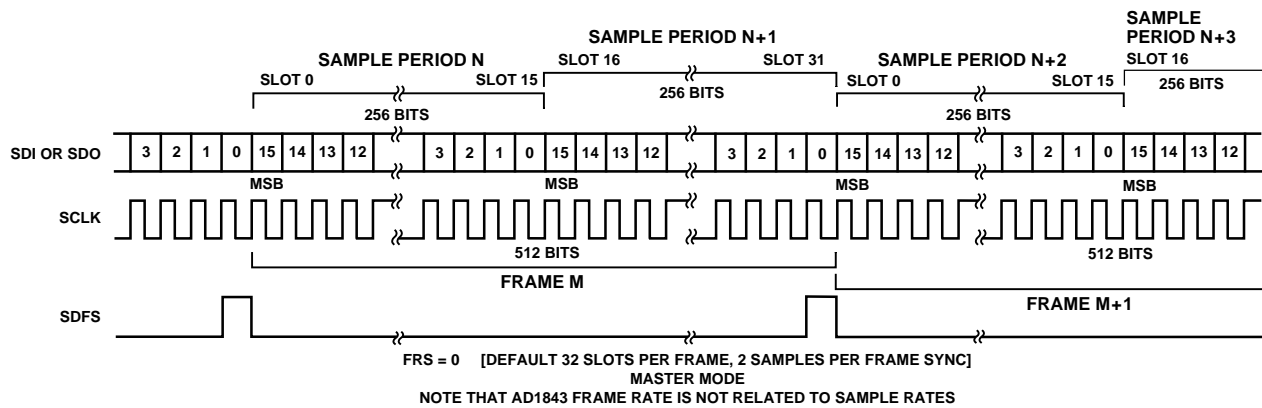 SAMPLE PERIOD N+3
SAMPLE PERIOD N+1
SAMPLE PERIOD N
SAMPLE PERIOD N+2
SLOT 16
SLOT 31
SLOT 16
SLOT 0
SLOT 15
SLOT 0
SLOT 15
256 BITS
256 BITS
256 BITS
256 BITS
SDI OR SDO
3 2 1 0 15 14 13 12
3 2 1 0 15 14 13 12
3 2 1 0 15 14 13 12
3 2 1 0 15 14 13 12
MSB
MSB
MSB
MSB
SCLK
512 BITS
512 BITS
FRAME M
FRAME M+1
SDFS
FRS = 0 [DEFAULT 32 SLOTS PER FRAME, 2 SAMPLES PER FRAME SYNC]
MASTER MODE
NOTE THAT AD1843 FRAME RATE IS NOT RELATED TO SAMPLE RATES